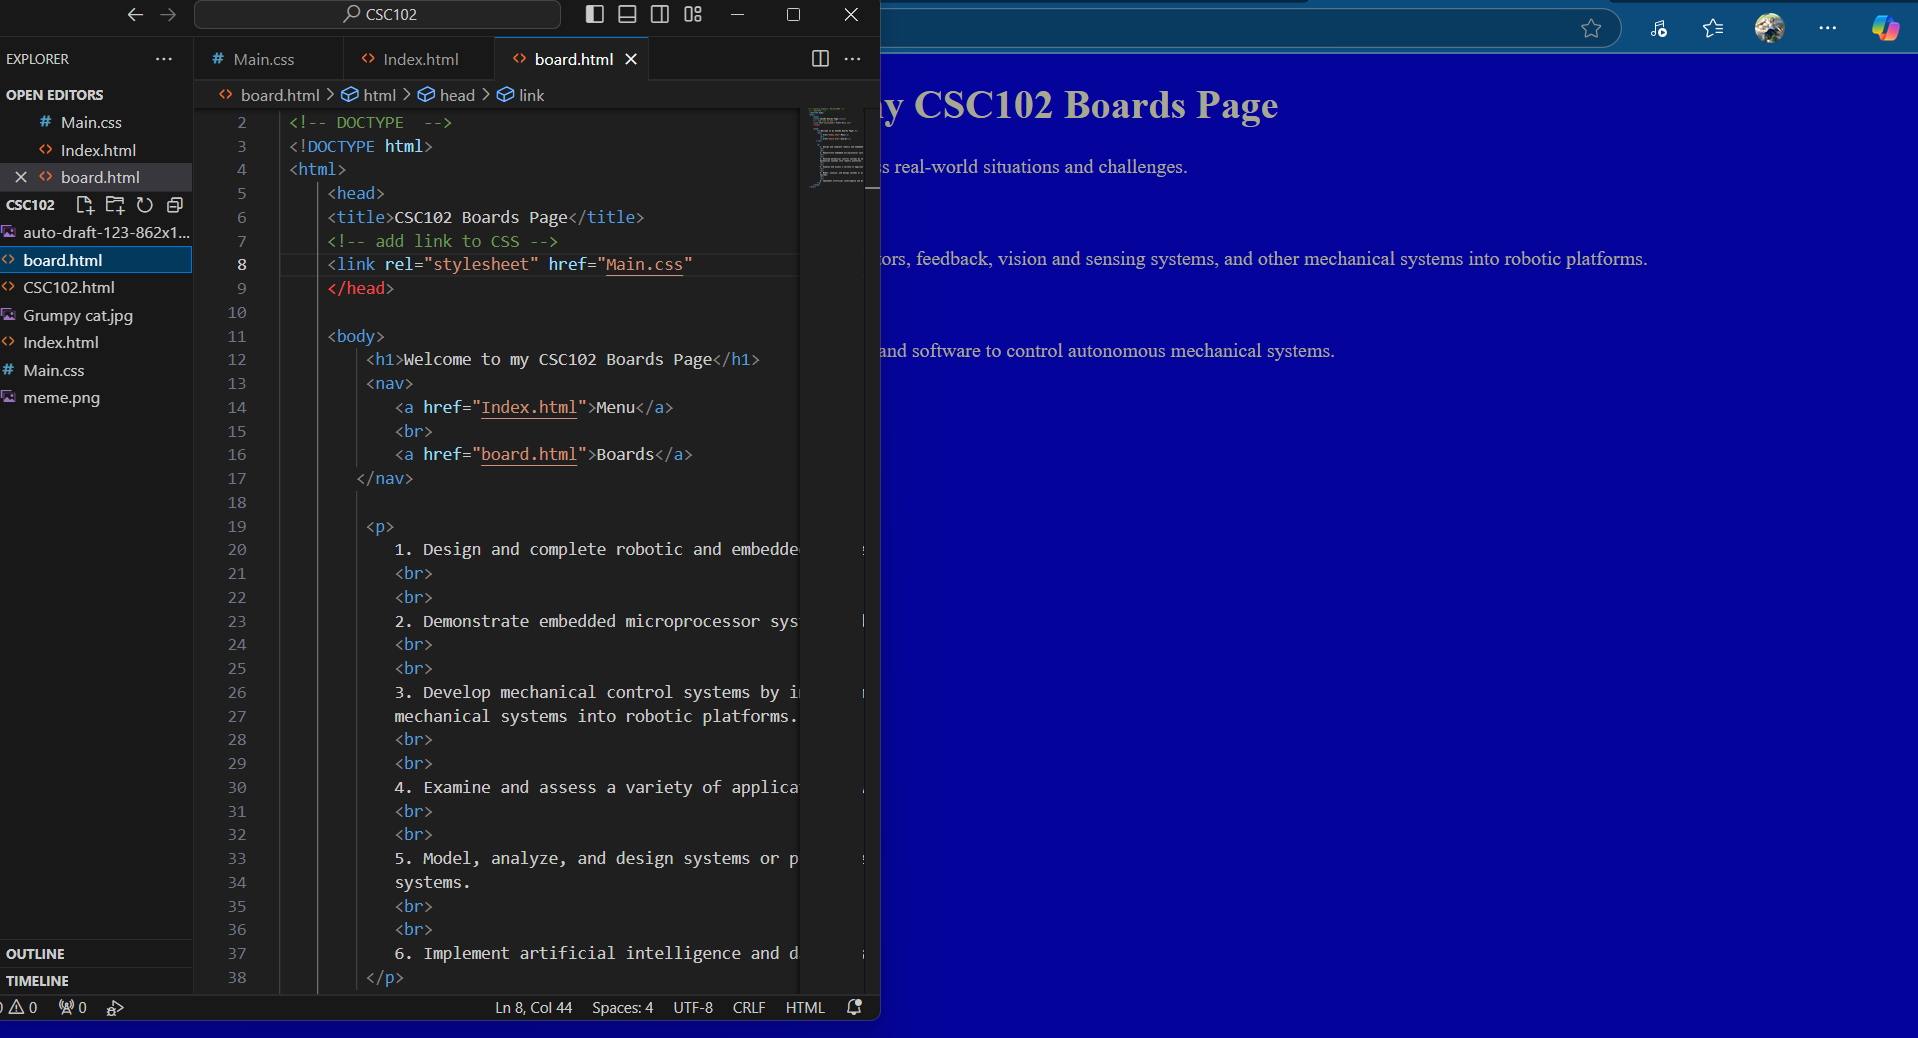 CSC102
EXPLORER
Main.css
Index.html
board.html
board.html > html > head > link
OPEN EDITORS
Main.css
Index.html
board.html
CSC102
auto-draft-123-862x1...
board.html
CSC102.html
Grumpy cat.jpg
Index.html
Main.css
meme.png
OUTLINE
TIMELINE
2 <!-- DOCTYPE  -->
3 <!DOCTYPE html>
4 <html>
5 <head>
6 <title>CSC102 Boards Page</title>
7 <!-- add link to CSS -->
8 <link rel="stylesheet" href="Main.css"
9 </head>
10
11 <body>
12 <h1>Welcome to my CSC102 Boards Page</h1>
13 <nav>
14 <a href="Index.html">Menu</a>
15 <br>
16 <a href="board.html">Boards</a>
17 </nav>
18
19 <p>
20 1. Design and complete robotic and embedde
21 <br>
22 <br>
23 2. Demonstrate embedded microprocessor sys
24 <br>
25 <br>
26 3. Develop mechanical control systems by i
27 mechanical systems into robotic platforms.
28 <br>
29 <br>
30 4. Examine and assess a variety of applica
31 <br>
32 <br>
33 5. Model, analyze, and design systems or p
34 systems.
35 <br>
36 <br>
37 6. Implement artificial intelligence and d
38 </p>
0 0
Ln 8, Col 44
Spaces: 4
UTF-8
CRLF
HTML
y CSC102 Boards Page
s real-world situations and challenges.
tors, feedback, vision and sensing systems, and other mechanical systems into robotic platforms.
and software to control autonomous mechanical systems.